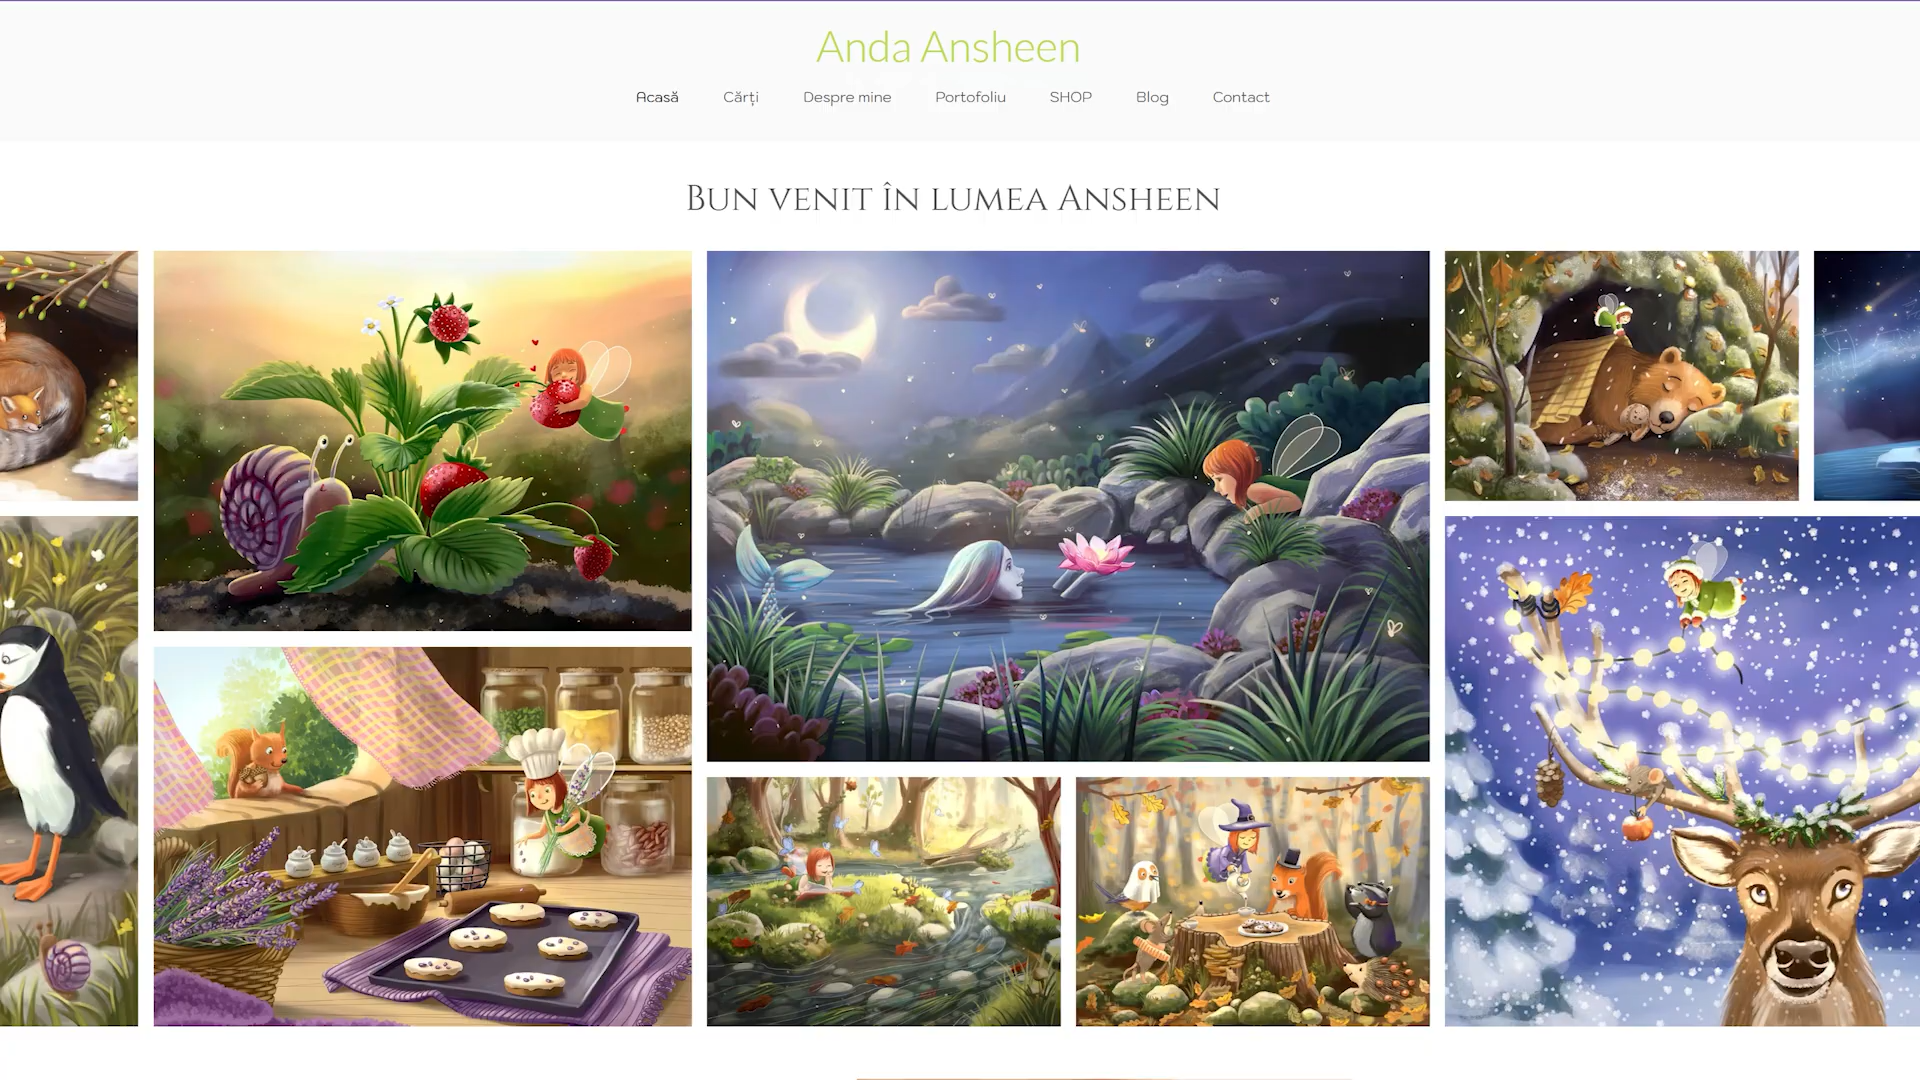 Anda Ansheen
Acasă Cărți Despre mine Portofoliu SHOP Blog Contact
Bun venit în lumea Ansheen